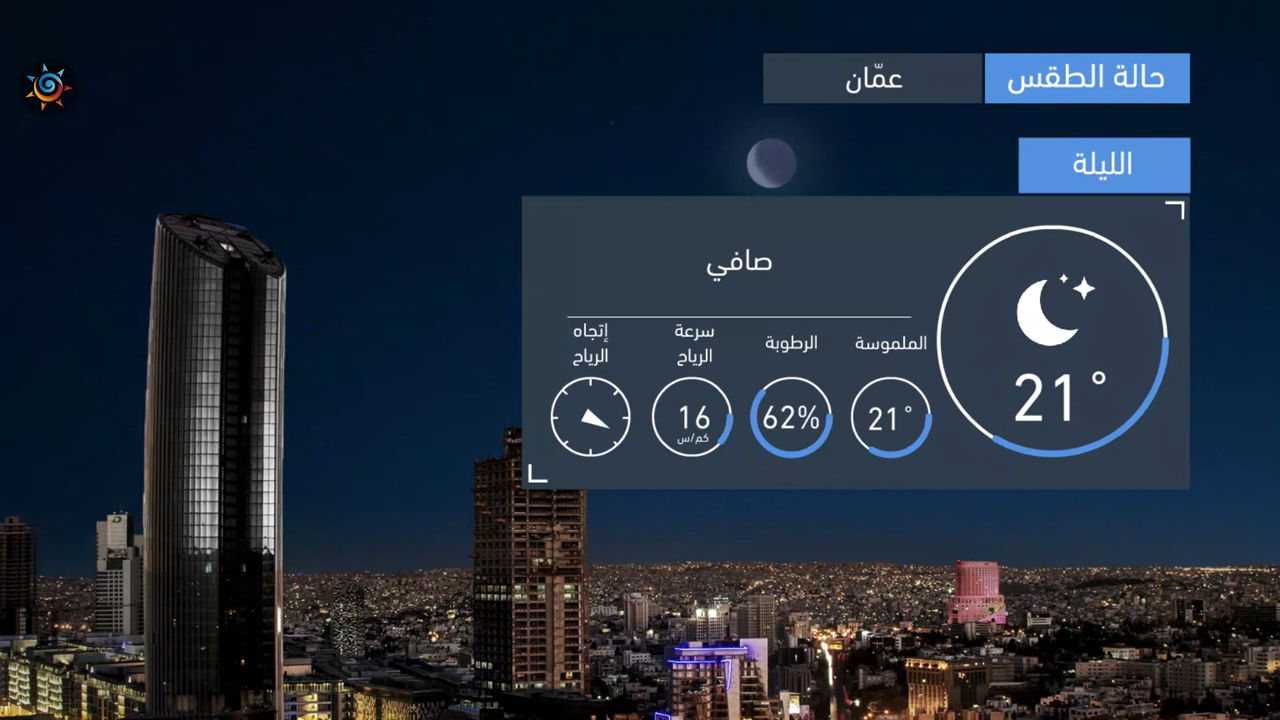 حالة الطقس
عمّان
الليلة
صافي
21°
الملموسة
21°
الرطوبة
62%
سرعة
الرياح
16
كم/س
إتجاه
الرياح